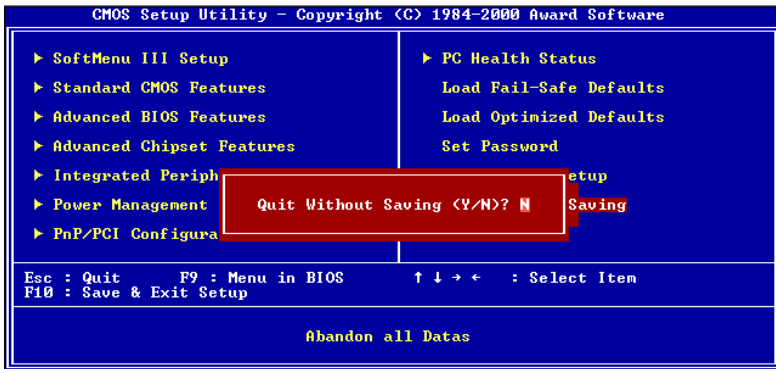 CMOS Setup Utility - Copyright (C) 1984-2000 Award Software
► SoftMenu III Setup
► Standard CMOS Features
► Advanced BIOS Features
► Advanced Chipset Features
► Integrated Periph
► Power Management
► PnP/PCI Configura
► PC Health Status
Load Fail-Safe Defaults
Load Optimized Defaults
Set Password
etup
Saving
Quit Without Saving (Y/N)? N
Esc : Quit F9 : Menu in BIOS ↑ ↓ → ← : Select Item
F10 : Save & Exit Setup
Abandon all Datas